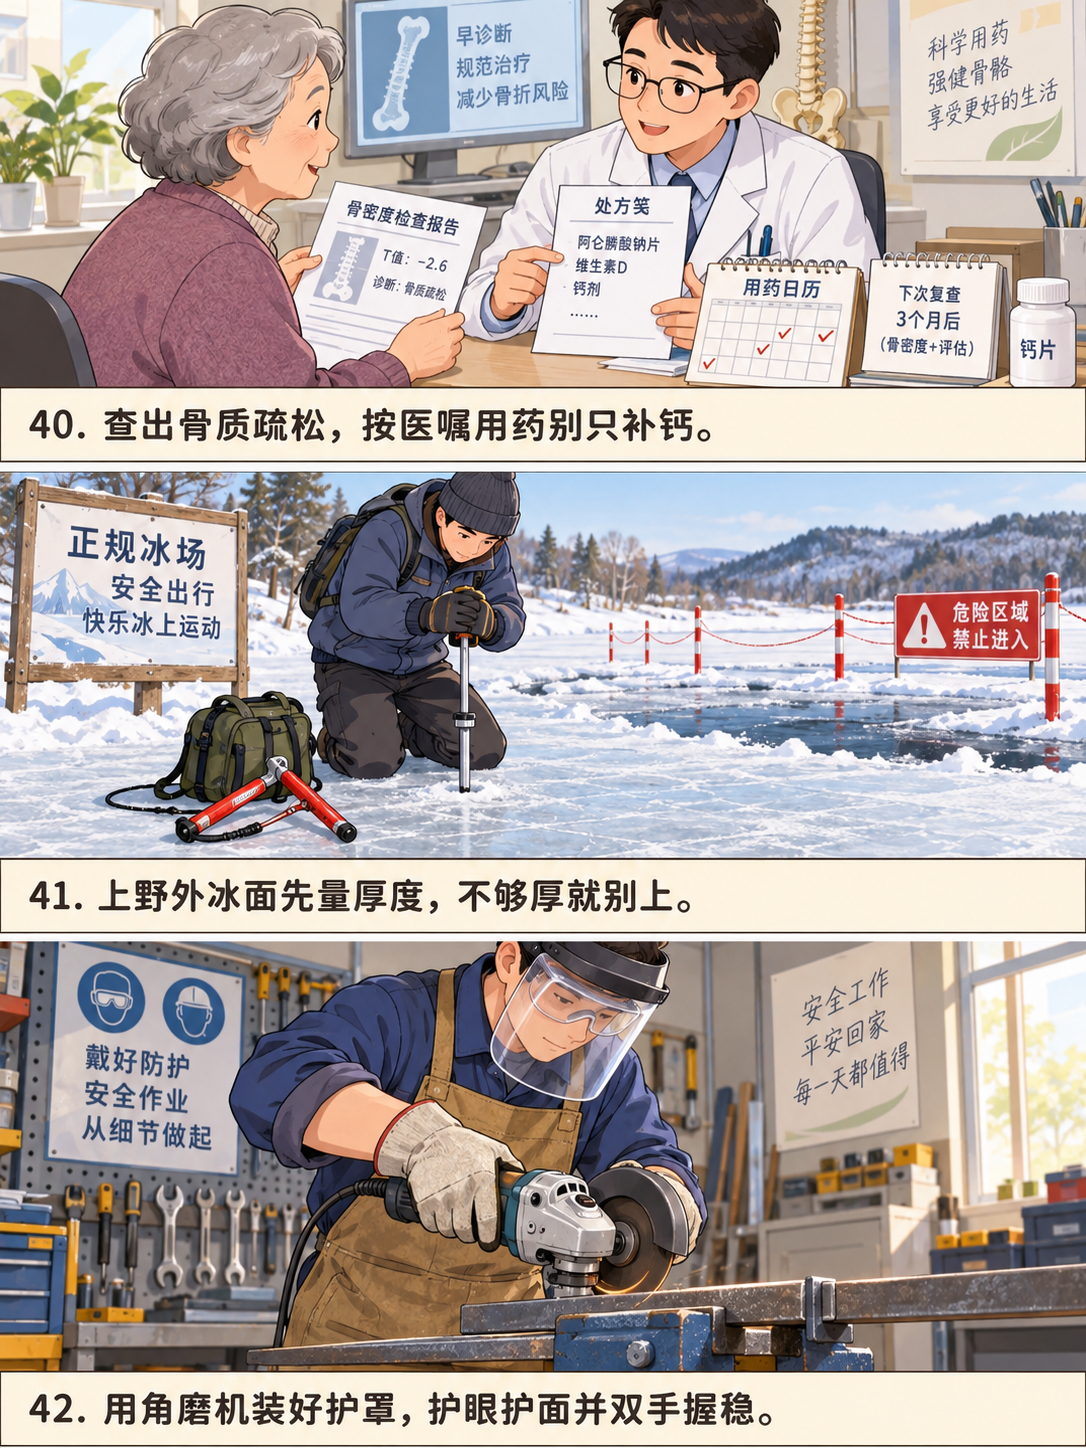 早诊断
规范治疗
减少骨折风险
科学用药
强健骨骼
享受更好的生活
骨密度检查报告
T值：-2.6
诊断：骨质疏松
处方笺
阿仑膦酸钠片
维生素D
钙剂
......
用药日历
下次复查
3个月后
（骨密度+评估）
钙片
40. 查出骨质疏松，按医嘱用药别只补钙。
正规冰场
安全出行
快乐冰上运动
危险区域
禁止进入
41. 上野外冰面先量厚度，不够厚就别上。
戴好防护
安全作业
从细节做起
安全工作
平安回家
每一天都值得
42. 用角磨机装好护罩，护眼护面并双手握稳。